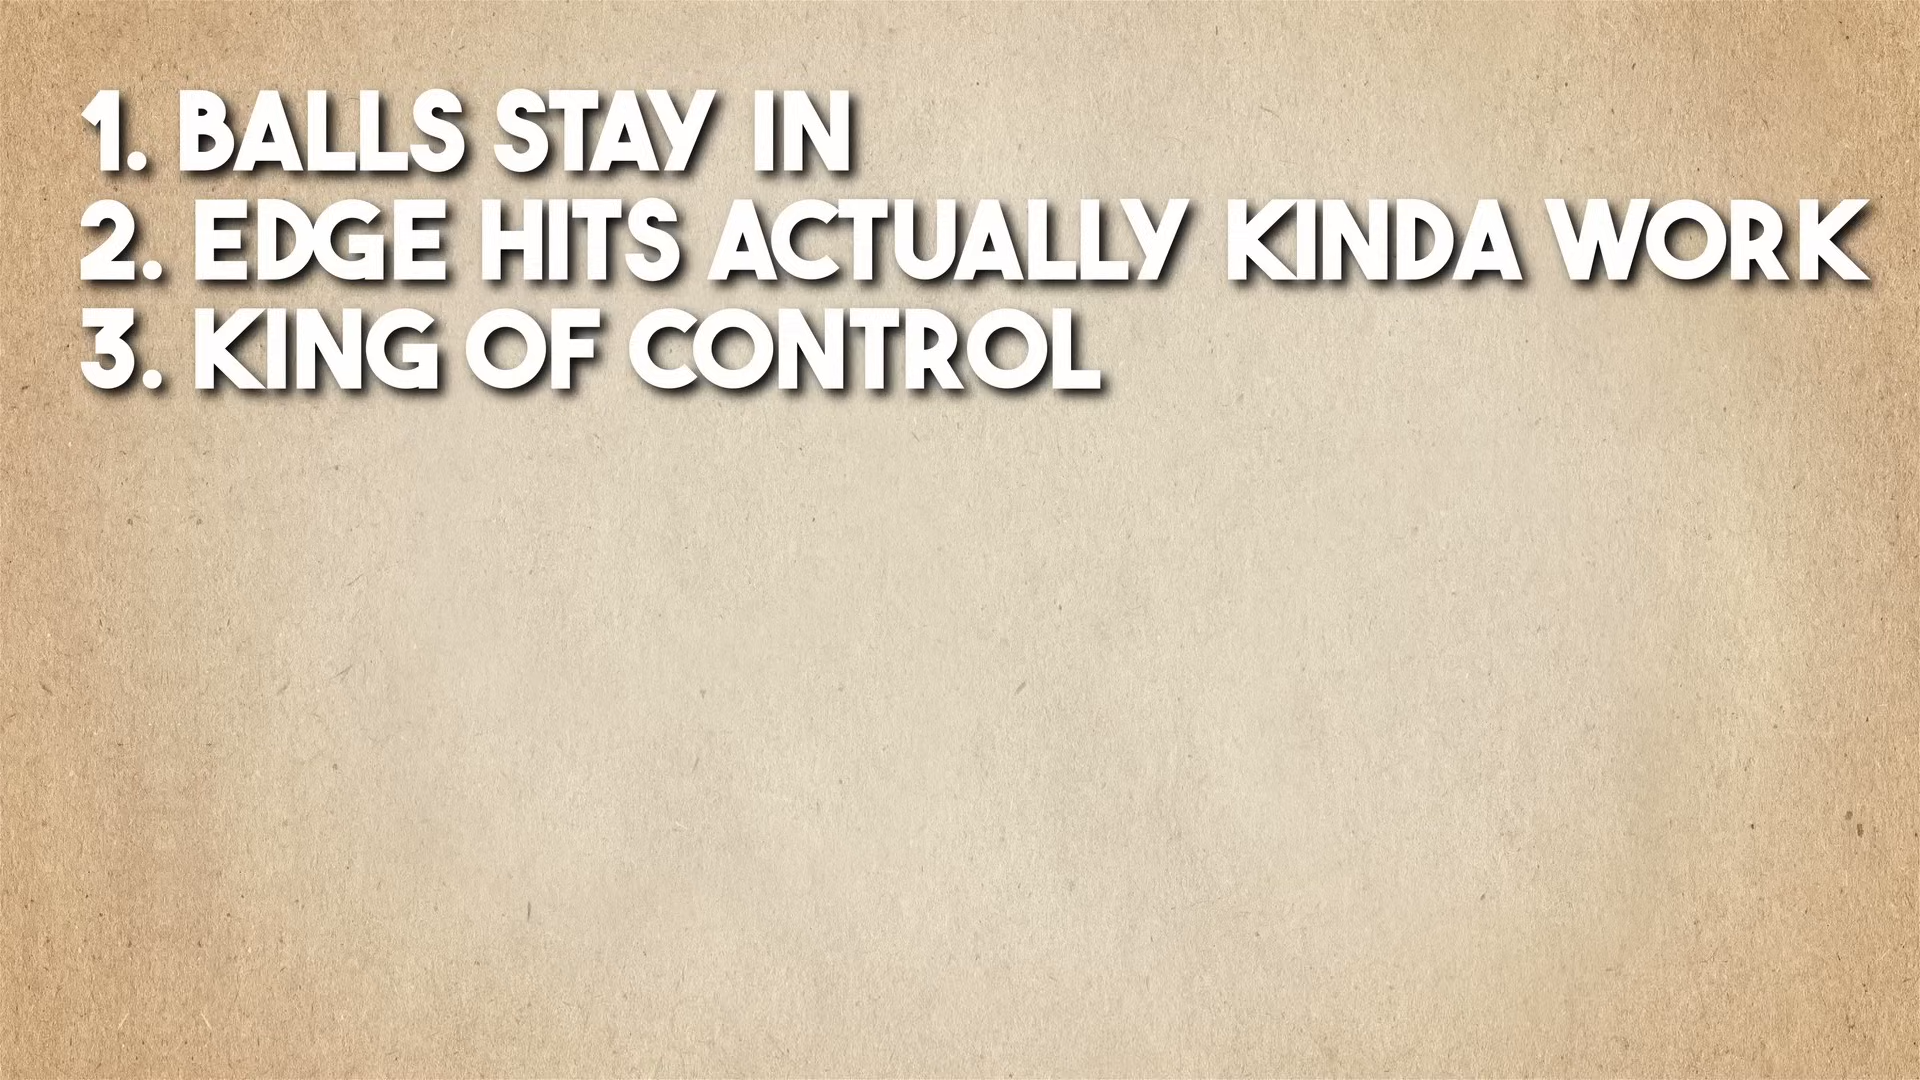 1. BALLS STAY IN
2. EDGE HITS ACTUALLY KINDA WORK
3. KING OF CONTROL